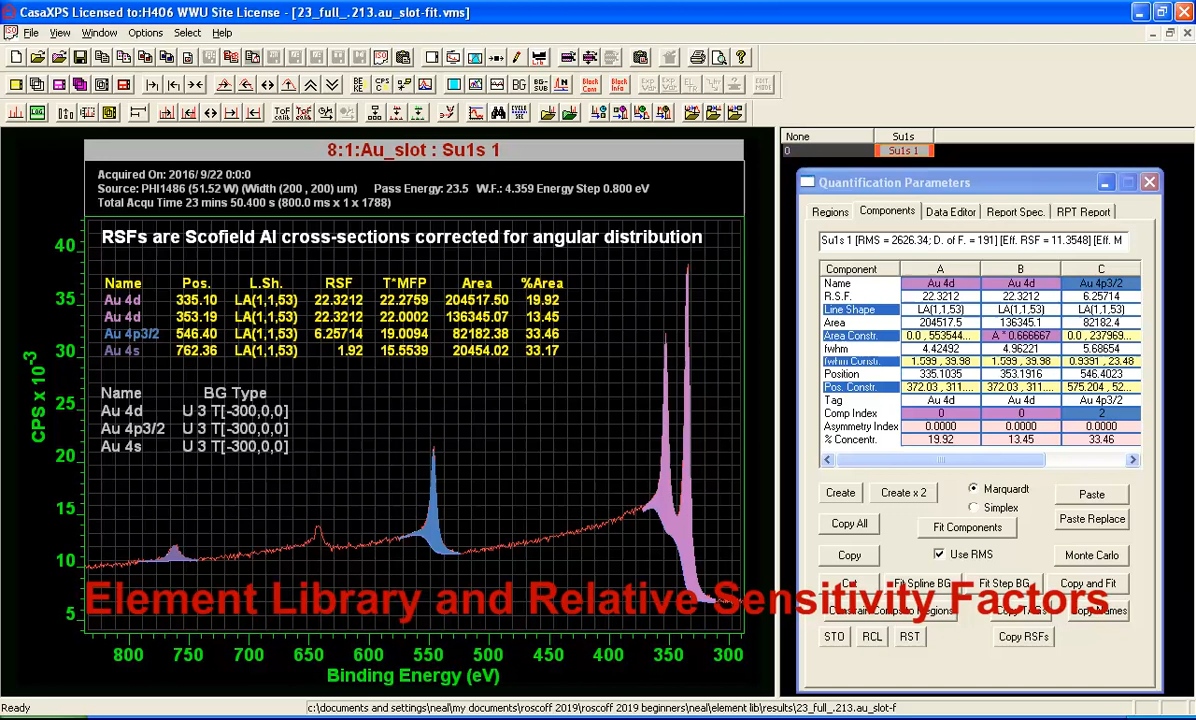 CasaXPS Licensed to:H406 WWU Site License - [23_full_.213.au_slot-fit.vms]
File View Window Options Select Help
None Su1s
0 Su1s 1
8:1:Au_slot : Su1s 1
Acquired On: 2016/ 9/22 0:0:0
Source: PHI1486 (51.52 W) (Width (200 , 200) um) Pass Energy: 23.5 W.F.: 4.359 Energy Step 0.800 eV
Total Acqu Time 23 mins 50.400 s (800.0 ms x 1 x 1788)
RSFs are Scofield Al cross-sections corrected for angular distribution
Name Pos. L.Sh. RSF T*MFP Area %Area
Au 4d 335.10 LA(1,1,53) 22.3212 22.2759 204517.50 19.92
Au 4d 353.19 LA(1,1,53) 22.3212 22.0002 136345.07 13.45
Au 4p3/2 546.40 LA(1,1,53) 6.25714 19.0094 82182.38 33.46
Au 4s 762.36 LA(1,1,53) 1.92 15.5539 20454.02 33.17
Name BG Type
Au 4d U 3 T[-300,0,0]
Au 4p3/2 U 3 T[-300,0,0]
Au 4s U 3 T[-300,0,0]
CPS x 10⁻³
40
35
30
25
20
15
10
5
800 750 700 650 600 550 500 450 400 350 300
Binding Energy (eV)
Quantification Parameters
Regions Components Data Editor Report Spec. RPT Report
Su1s 1 [RMS = 2626.34; D. of F. = 191] [Eff. RSF = 11.3548] [Eff. M
Component A B C
Name Au 4d Au 4d Au 4p3/2
R.S.F. 22.3212 22.3212 6.25714
Line Shape LA(1,1,53) LA(1,1,53) LA(1,1,53)
Area 204517.5 136345.1 82182.4
Area Constr. 0.0 , 553544... A * 0.666667 0.0 , 237969...
fwhm 4.42492 4.96221 5.68654
fwhm Constr. 1.599 , 39.98 1.599 , 39.98 0.9391 , 23.48
Position 335.1035 353.1916 546.4023
Pos. Constr. 372.03 , 311.... 372.03 , 311.... 575.204 , 52...
Tag Au 4d Au 4d Au 4p3/2
Comp Index 0 0 2
Asymmetry Index 0.0000 0.0000 0.0000
% Concentr. 19.92 13.45 33.46
Create Create x 2 Marquardt Paste
Simplex
Copy All Fit Components Paste Replace
Copy Use RMS Monte Carlo
Cut Fit Spline BG Fit Step BG Copy and Fit
Element Library and Relative Sensitivity Factors
Constrain Comps to Regions Copy TAGs Copy Names
STO RCL RST Copy RSFs
Ready c:\documents and settings\neal\my documents\roscoff 2019\roscoff 2019 beginners\neal\element lib\results\23_full_.213.au_slot-f